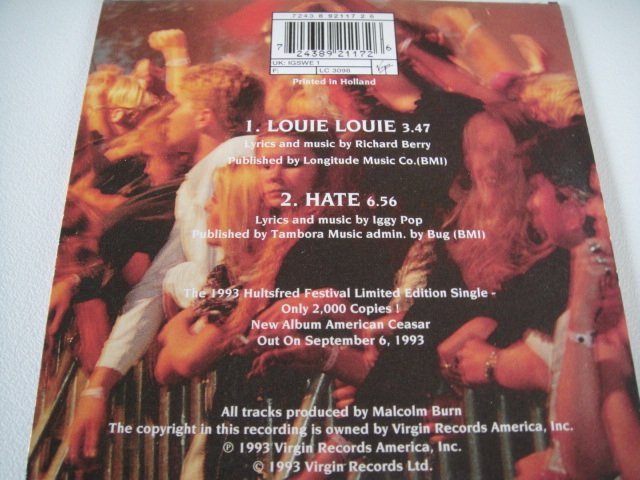 7243 8 92117 2 6
7 24389 21172 6
UK: IGSWE 1
F: LC 3098
Printed in Holland
1. LOUIE LOUIE 3.47
Lyrics and music by Richard Berry
Published by Longitude Music Co.(BMI)
2. HATE 6.56
Lyrics and music by Iggy Pop
Published by Tambora Music admin. by Bug (BMI)
The 1993 Hultsfred Festival Limited Edition Single -
Only 2,000 Copies !
New Album American Ceasar
Out On September 6, 1993
All tracks produced by Malcolm Burn
The copyright in this recording is owned by Virgin Records America, Inc.
℗ 1993 Virgin Records America, Inc.
© 1993 Virgin Records Ltd.